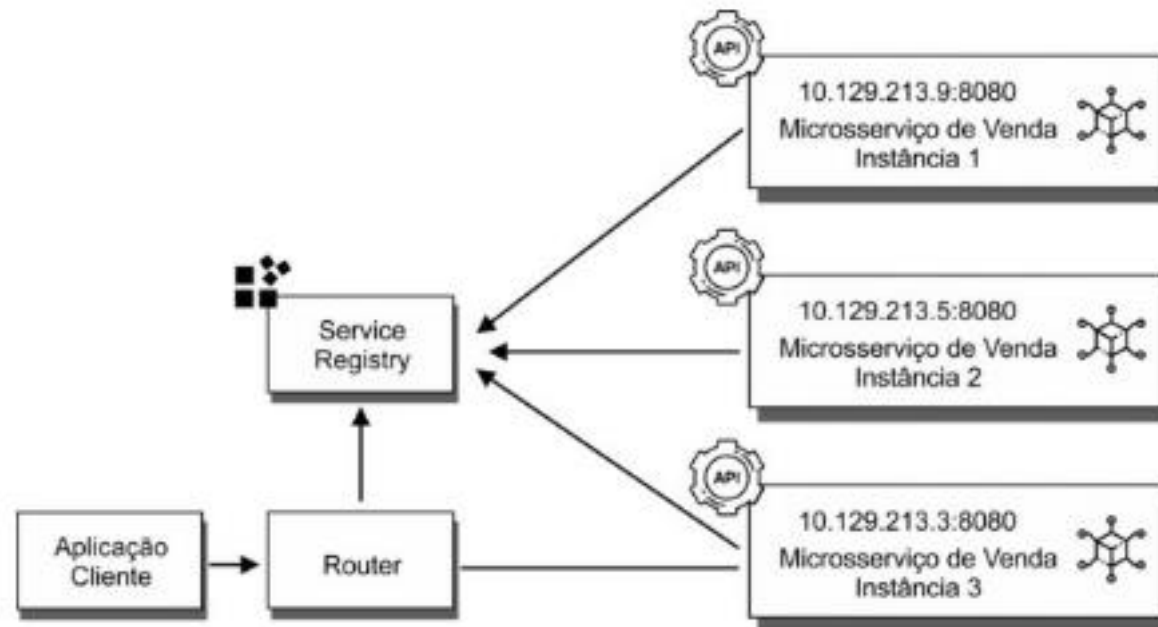 API
10.129.213.9:8080
Microsserviço de Venda
Instância 1
API
10.129.213.5:8080
Microsserviço de Venda
Instância 2
Service
Registry
API
10.129.213.3:8080
Microsserviço de Venda
Instância 3
Aplicação
Cliente
Router